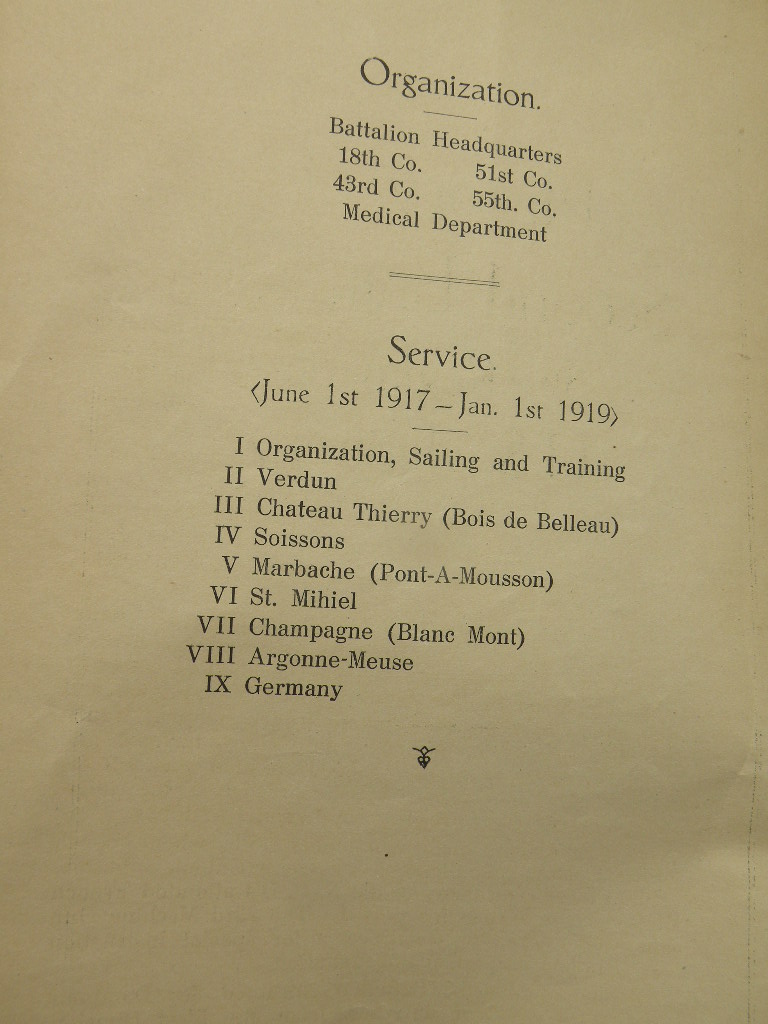 Organization.
Battalion Headquarters
18th Co. 51st Co.
43rd Co. 55th. Co.
Medical Department
Service.
⟨June 1st 1917 – Jan. 1st 1919⟩
I Organization, Sailing and Training
II Verdun
III Chateau Thierry (Bois de Belleau)
IV Soissons
V Marbache (Pont-A-Mousson)
VI St. Mihiel
VII Champagne (Blanc Mont)
VIII Argonne-Meuse
IX Germany